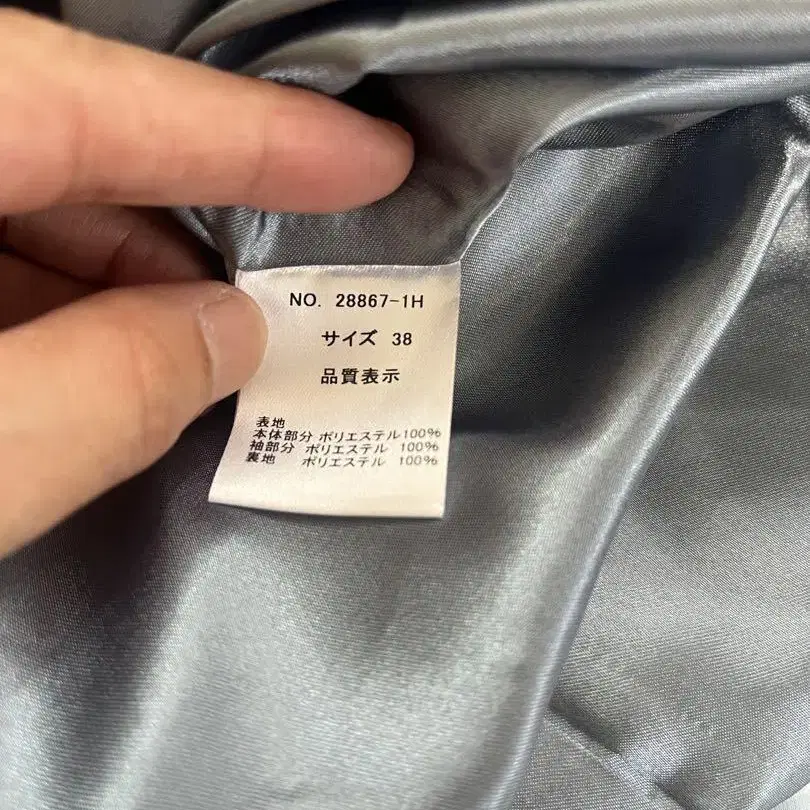 NO. 28867-1H
サイズ 38
品質表示
表地
本体部分 ポリエステル100%
袖部分 ポリエステル 100%
裏地 ポリエステル 100%